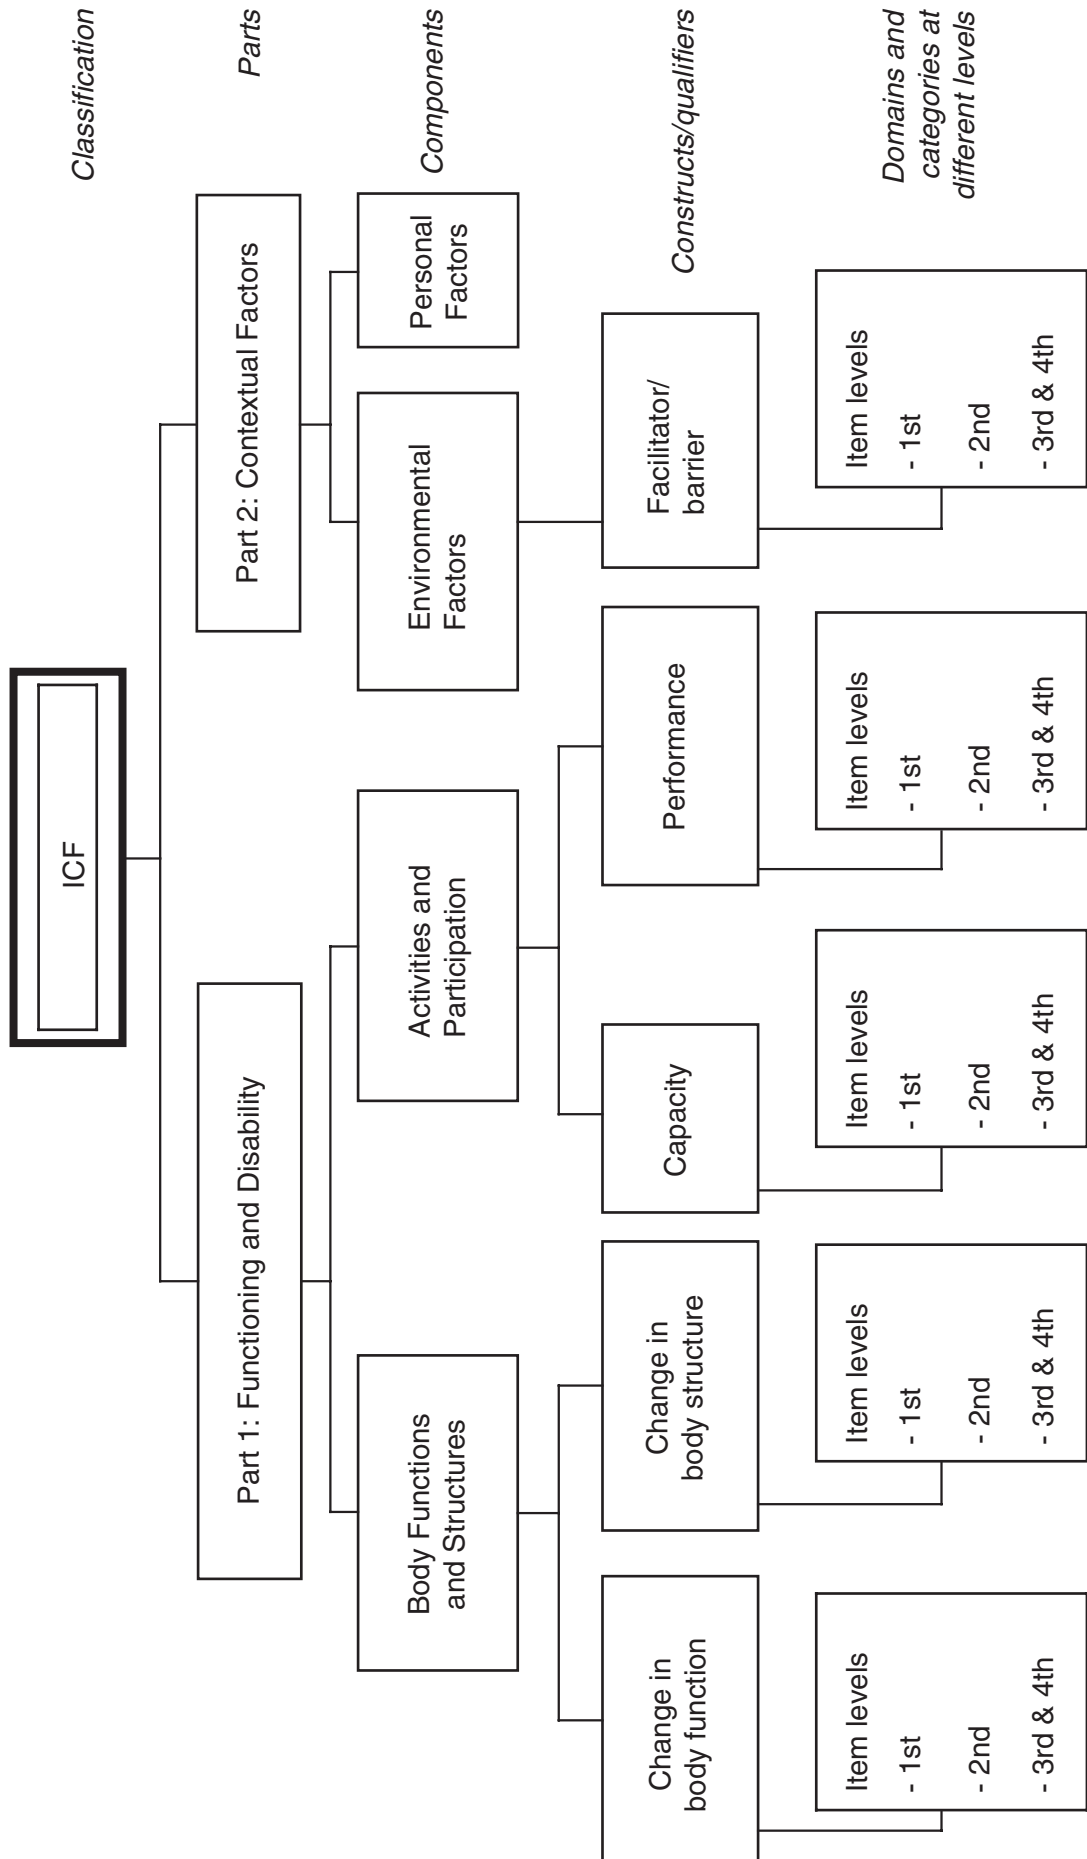 ICF
Classification
Part 1: Functioning and Disability
Part 2: Contextual Factors
Parts
Body Functions
and Structures
Activities and
Participation
Environmental
Factors
Personal
Factors
Components
Change in
body function
Change in
body structure
Capacity
Performance
Facilitator/
barrier
Constructs/qualifiers
Item levels
- 1st
- 2nd
- 3rd & 4th
Item levels
- 1st
- 2nd
- 3rd & 4th
Item levels
- 1st
- 2nd
- 3rd & 4th
Item levels
- 1st
- 2nd
- 3rd & 4th
Item levels
- 1st
- 2nd
- 3rd & 4th
Domains and
categories at
different levels